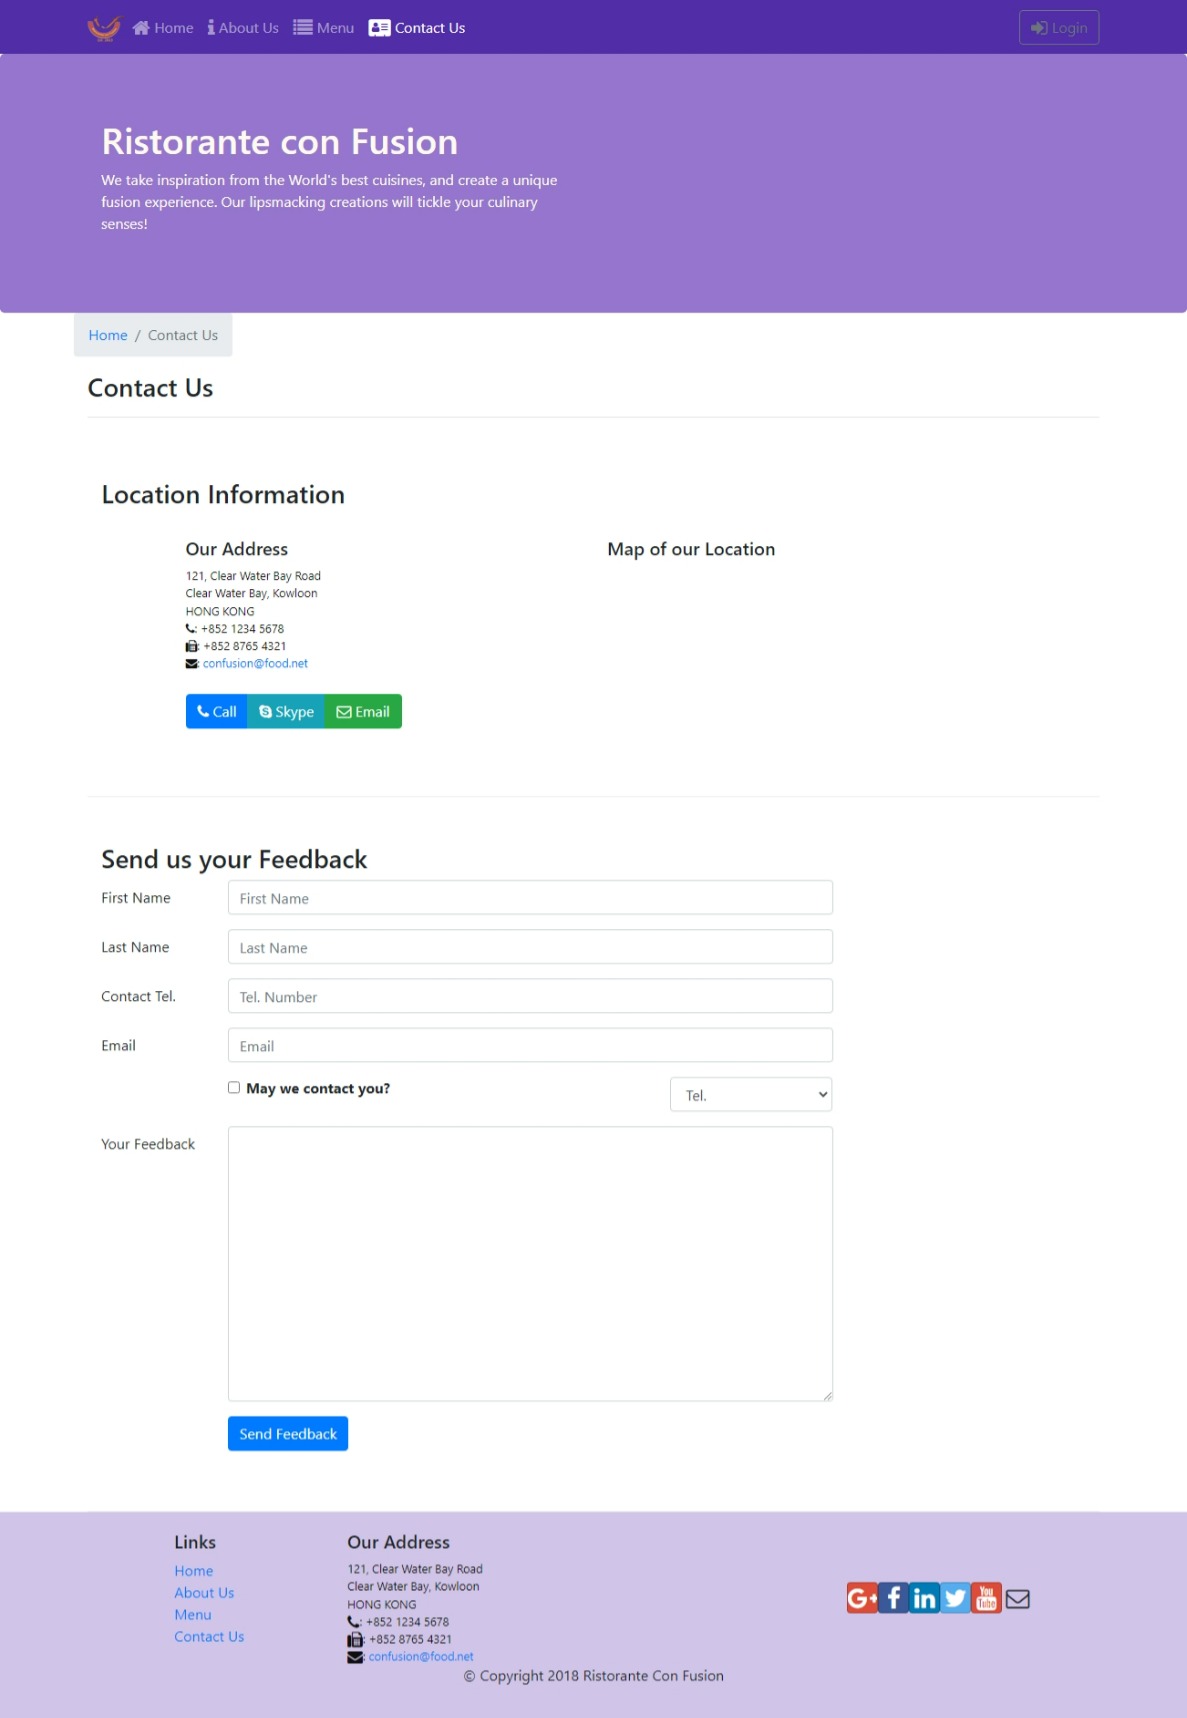 Home About Us Menu Contact Us Login
Ristorante con Fusion
We take inspiration from the World's best cuisines, and create a unique
fusion experience. Our lipsmacking creations will tickle your culinary
senses!
Home / Contact Us
Contact Us
Location Information
Our Address
121, Clear Water Bay Road
Clear Water Bay, Kowloon
HONG KONG
: +852 1234 5678
: +852 8765 4321
: confusion@food.net
Call Skype Email
Map of our Location
Send us your Feedback
First Name First Name
Last Name Last Name
Contact Tel. Tel. Number
Email Email
May we contact you? Tel.
Your Feedback
Send Feedback
Links
Home
About Us
Menu
Contact Us
Our Address
121, Clear Water Bay Road
Clear Water Bay, Kowloon
HONG KONG
: +852 1234 5678
: +852 8765 4321
: confusion@food.net
G+ f in You Tube
© Copyright 2018 Ristorante Con Fusion